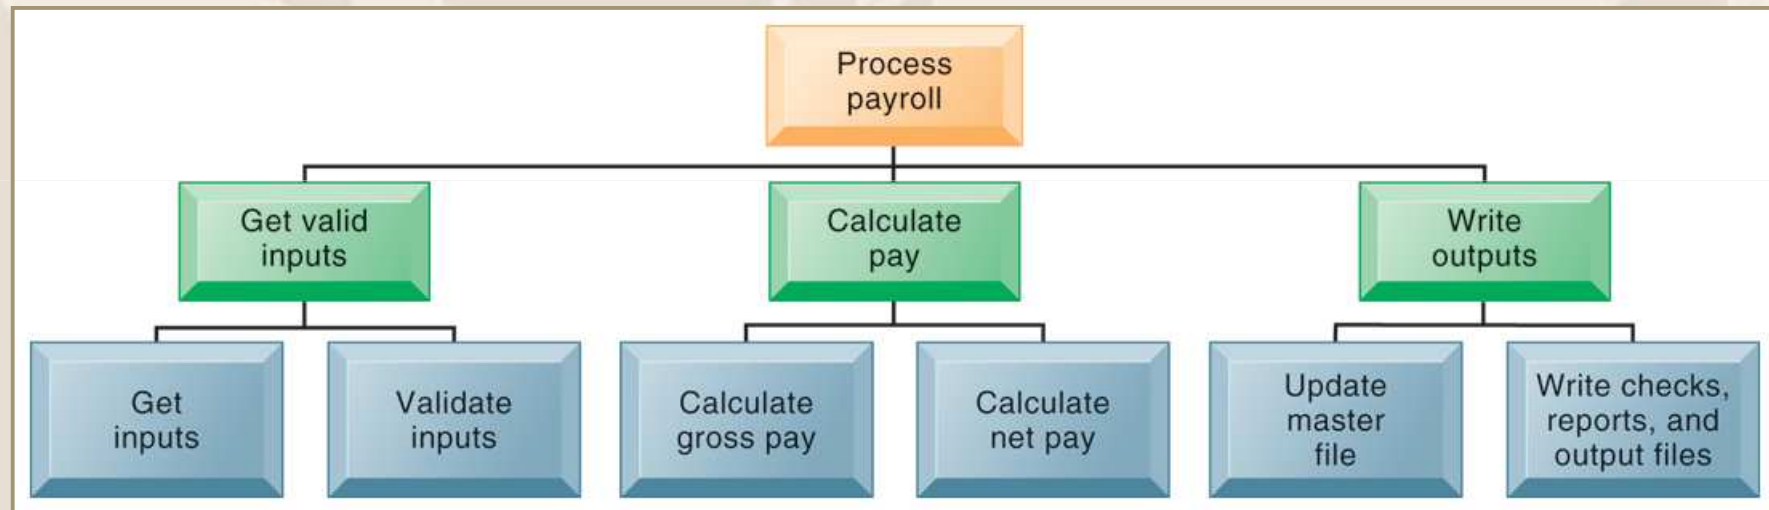 Process
payroll
Get valid
inputs
Calculate
pay
Write
outputs
Get
inputs
Validate
inputs
Calculate
gross pay
Calculate
net pay
Update
master
file
Write checks,
reports, and
output files